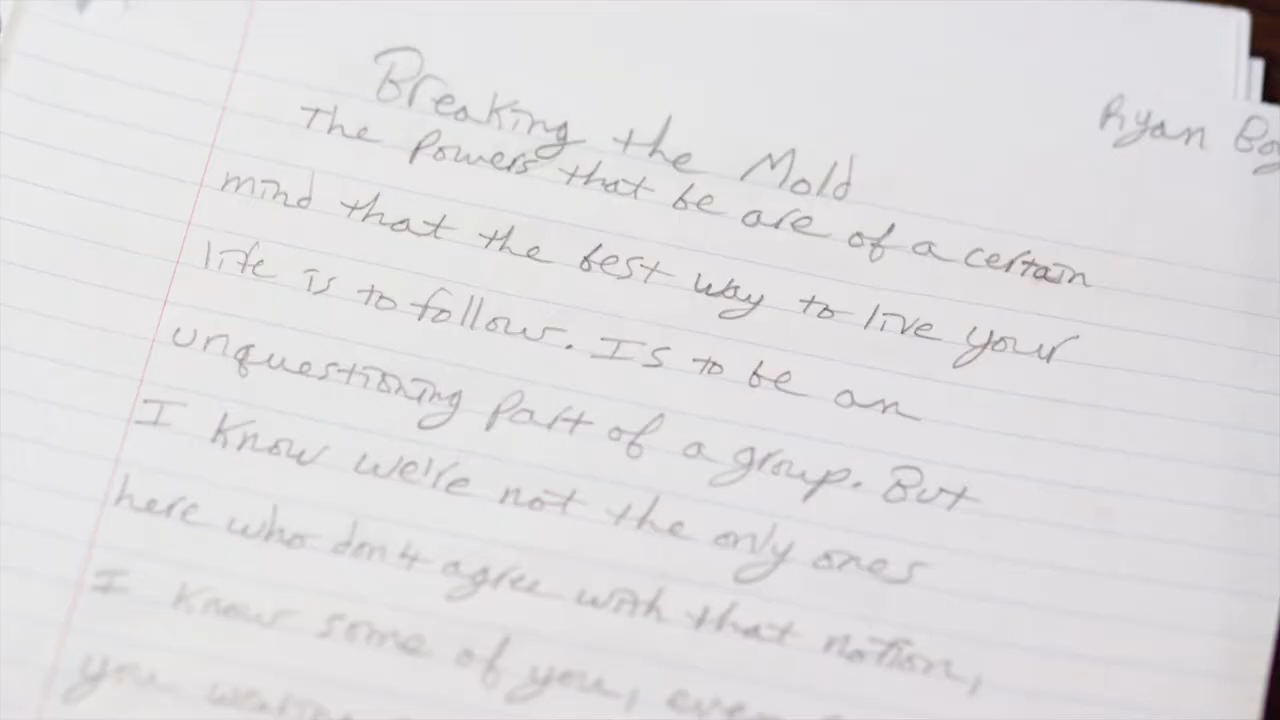 Breaking the Mold
Ryan
The Powers that be are of a certain
mind that the best way to live your
life is to follow. Is to be an
unquestioning part of a group. But
I know we're not the only ones
here who don't agree with that notion,
I know some of you, even
you